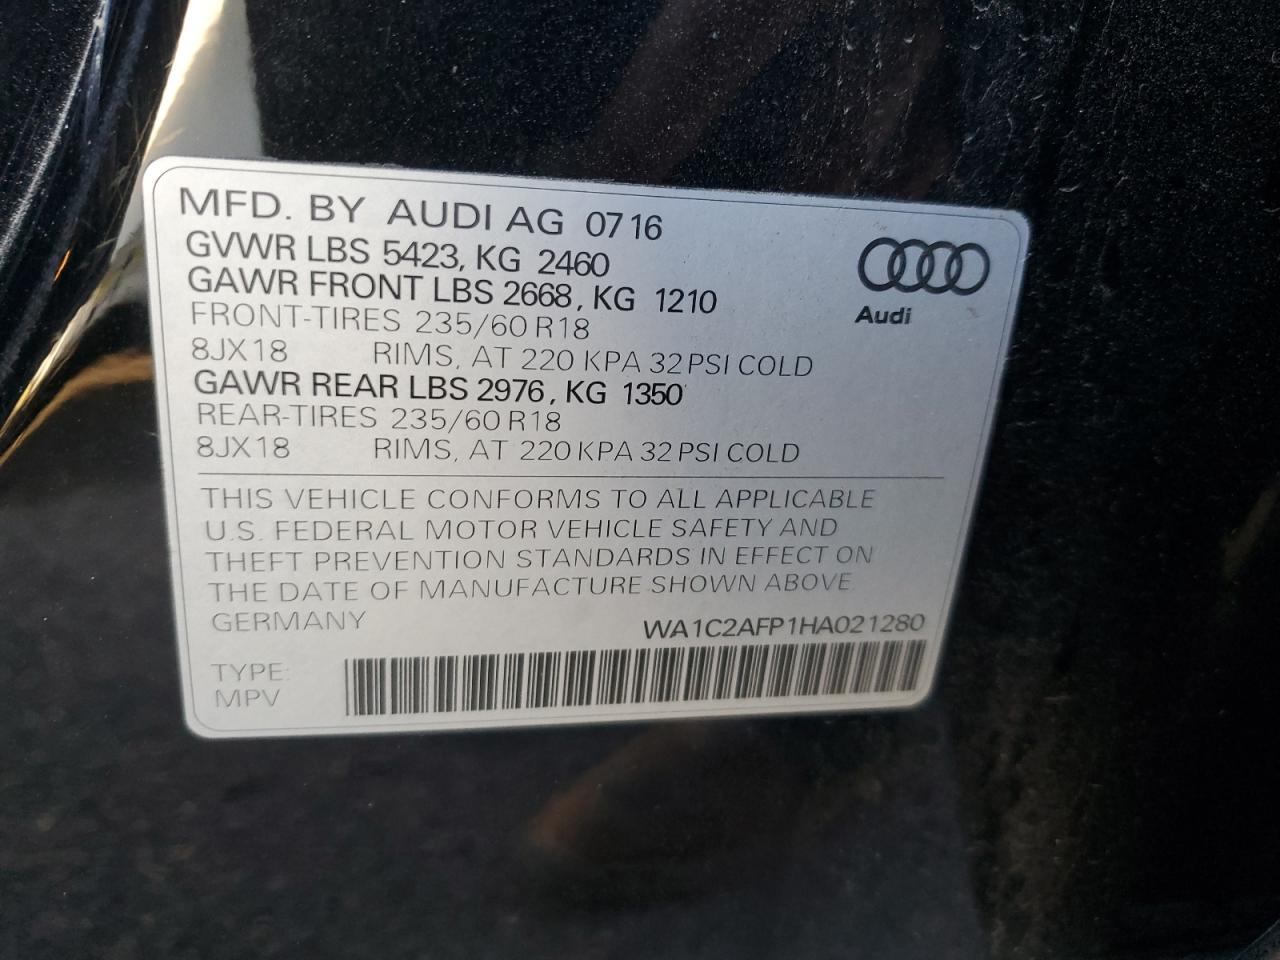 MFD. BY AUDI AG 0716
GVWR LBS 5423, KG 2460
GAWR FRONT LBS 2668, KG 1210
FRONT-TIRES 235/60 R18
8JX18 RIMS, AT 220 KPA 32 PSI COLD
GAWR REAR LBS 2976, KG 1350
REAR-TIRES 235/60 R18
8JX18 RIMS, AT 220 KPA 32 PSI COLD
Audi
THIS VEHICLE CONFORMS TO ALL APPLICABLE
U.S. FEDERAL MOTOR VEHICLE SAFETY AND
THEFT PREVENTION STANDARDS IN EFFECT ON
THE DATE OF MANUFACTURE SHOWN ABOVE
GERMANY WA1C2AFP1HA021280
TYPE:
MPV